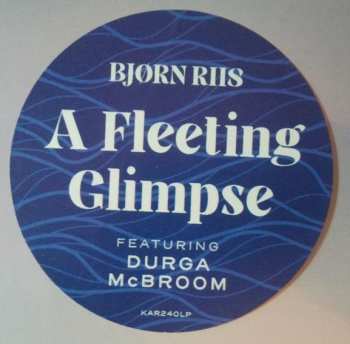 BJØRN RIIS
A Fleeting
Glimpse
FEATURING
DURGA
McBROOM
KAR240LP